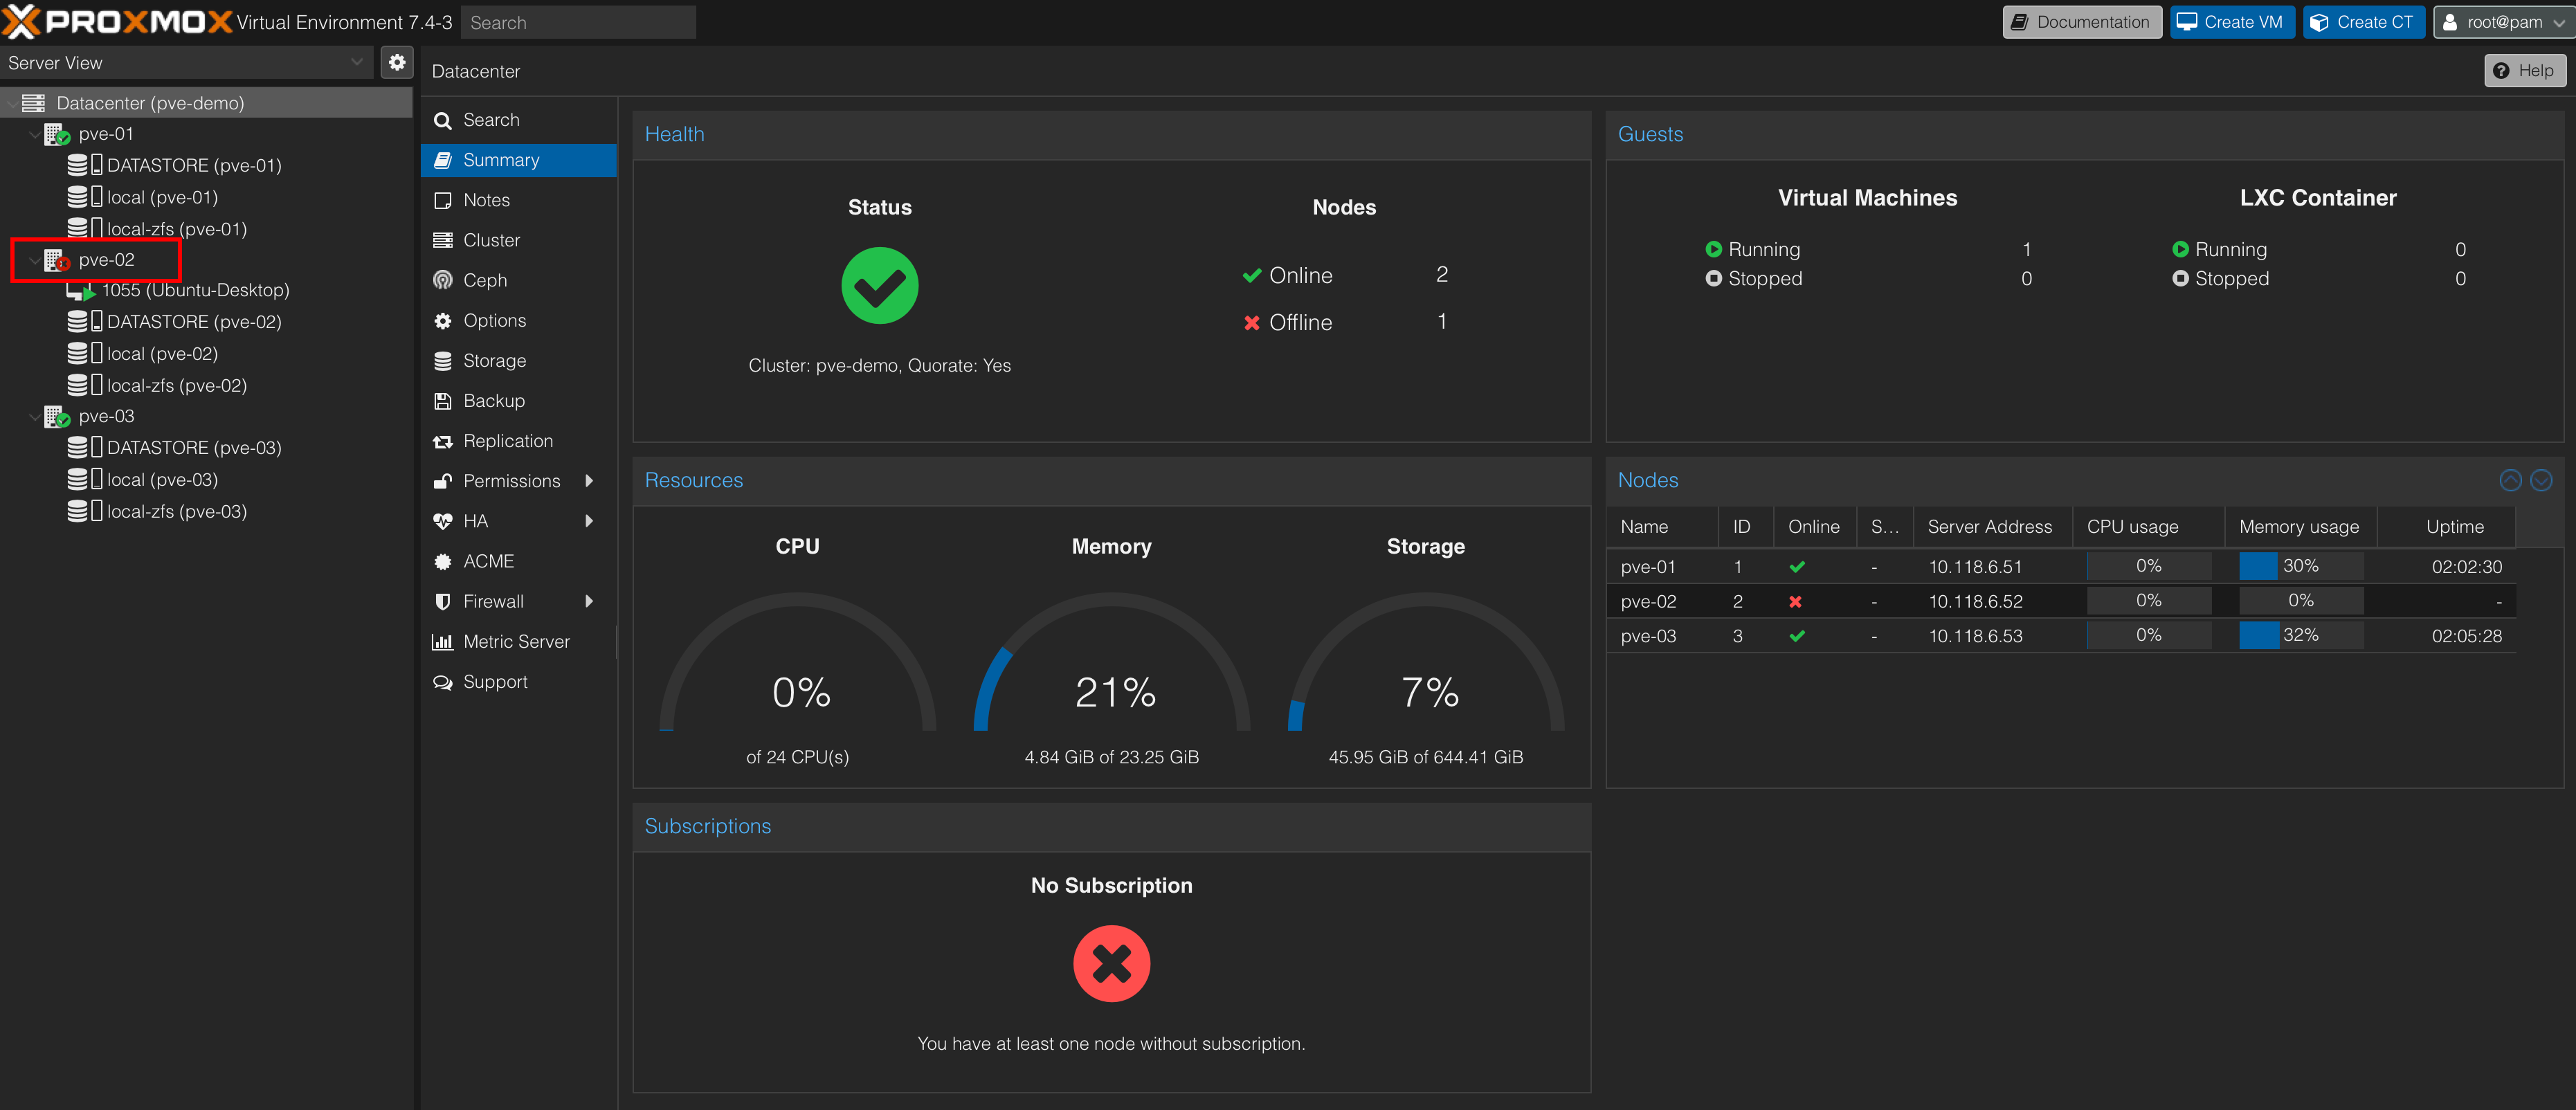 PROXMOX Virtual Environment 7.4-3 Search Documentation Create VM Create CT root@pam
Server View
Datacenter (pve-demo)
pve-01
DATASTORE (pve-01)
local (pve-01)
local-zfs (pve-01)
pve-02
1055 (Ubuntu-Desktop)
DATASTORE (pve-02)
local (pve-02)
local-zfs (pve-02)
pve-03
DATASTORE (pve-03)
local (pve-03)
local-zfs (pve-03)
Datacenter
Help
Search
Summary
Notes
Cluster
Ceph
Options
Storage
Backup
Replication
Permissions
HA
ACME
Firewall
Metric Server
Support
Health
Status
Nodes
Online 2
Offline 1
Cluster: pve-demo, Quorate: Yes
Guests
Virtual Machines
Running 1
Stopped 0
LXC Container
Running 0
Stopped 0
Resources
CPU
0%
of 24 CPU(s)
Memory
21%
4.84 GiB of 23.25 GiB
Storage
7%
45.95 GiB of 644.41 GiB
Nodes
Name ID Online S... Server Address CPU usage Memory usage Uptime
pve-01 1 - 10.118.6.51 0% 30% 02:02:30
pve-02 2 - 10.118.6.52 0% 0% -
pve-03 3 - 10.118.6.53 0% 32% 02:05:28
Subscriptions
No Subscription
You have at least one node without subscription.